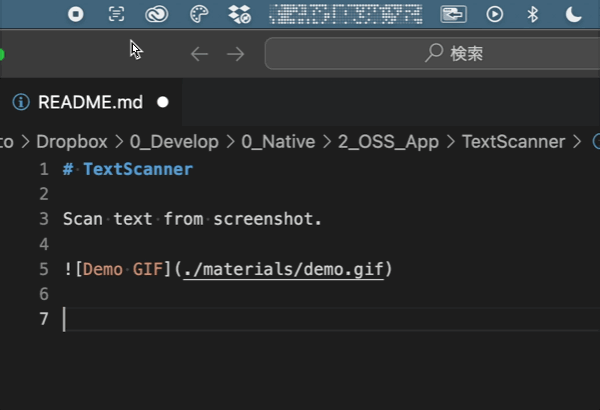 検索
README.md
to > Dropbox > 0_Develop > 0_Native > 2_OSS_App > TextScanner >
1 # TextScanner
2
3 Scan text from screenshot.
4
5 ![Demo GIF](./materials/demo.gif)
6
7